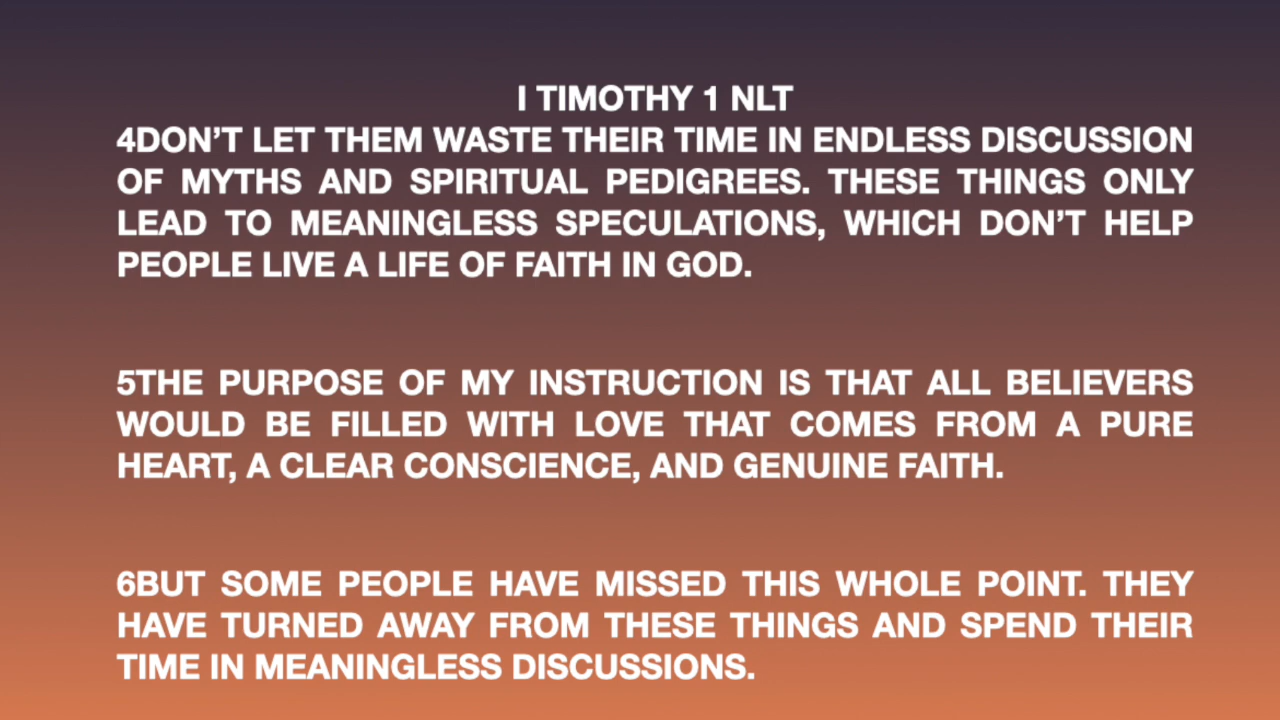 I TIMOTHY 1 NLT
4DON’T LET THEM WASTE THEIR TIME IN ENDLESS DISCUSSION
OF MYTHS AND SPIRITUAL PEDIGREES. THESE THINGS ONLY
LEAD TO MEANINGLESS SPECULATIONS, WHICH DON’T HELP
PEOPLE LIVE A LIFE OF FAITH IN GOD.
5THE PURPOSE OF MY INSTRUCTION IS THAT ALL BELIEVERS
WOULD BE FILLED WITH LOVE THAT COMES FROM A PURE
HEART, A CLEAR CONSCIENCE, AND GENUINE FAITH.
6BUT SOME PEOPLE HAVE MISSED THIS WHOLE POINT. THEY
HAVE TURNED AWAY FROM THESE THINGS AND SPEND THEIR
TIME IN MEANINGLESS DISCUSSIONS.